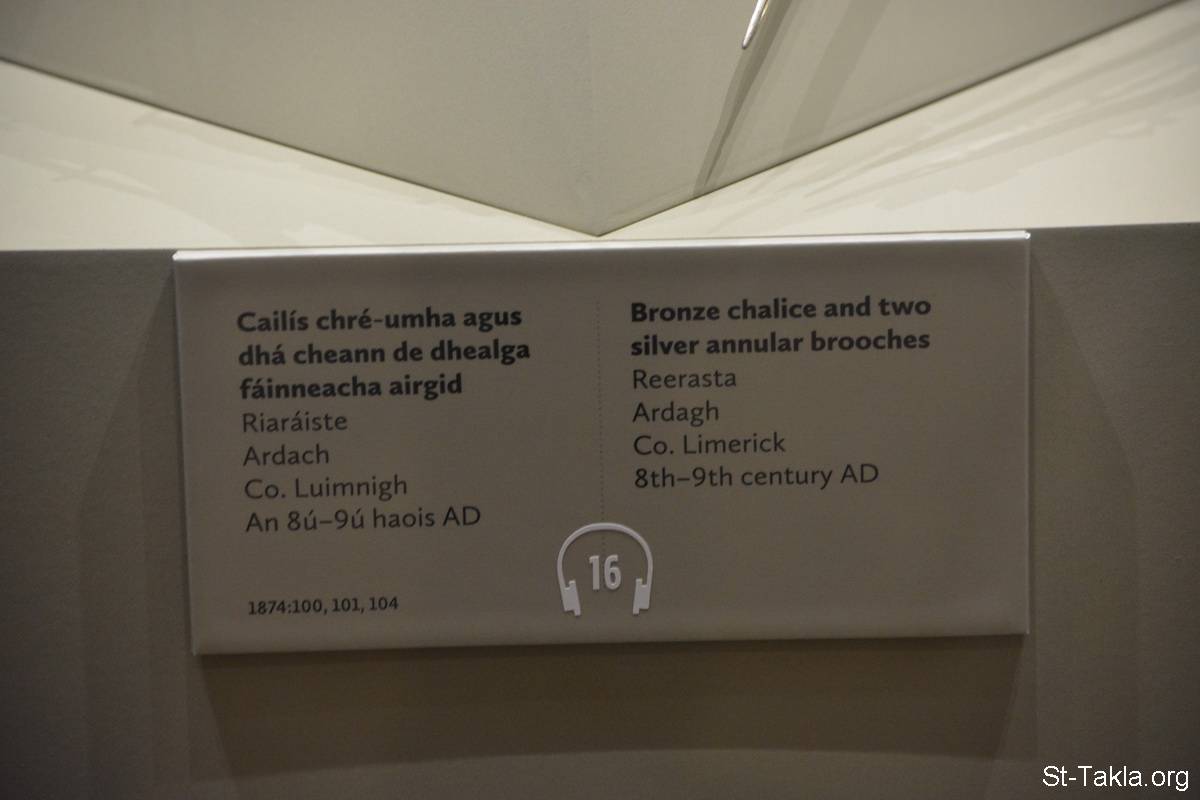 Cailís chré-umha agus
dhá cheann de dhealga
fáinneacha airgid
Riaráiste
Ardach
Co. Luimnigh
An 8ú–9ú haois AD
1874:100, 101, 104
Bronze chalice and two
silver annular brooches
Reerasta
Ardagh
Co. Limerick
8th–9th century AD
16
St-Takla.org